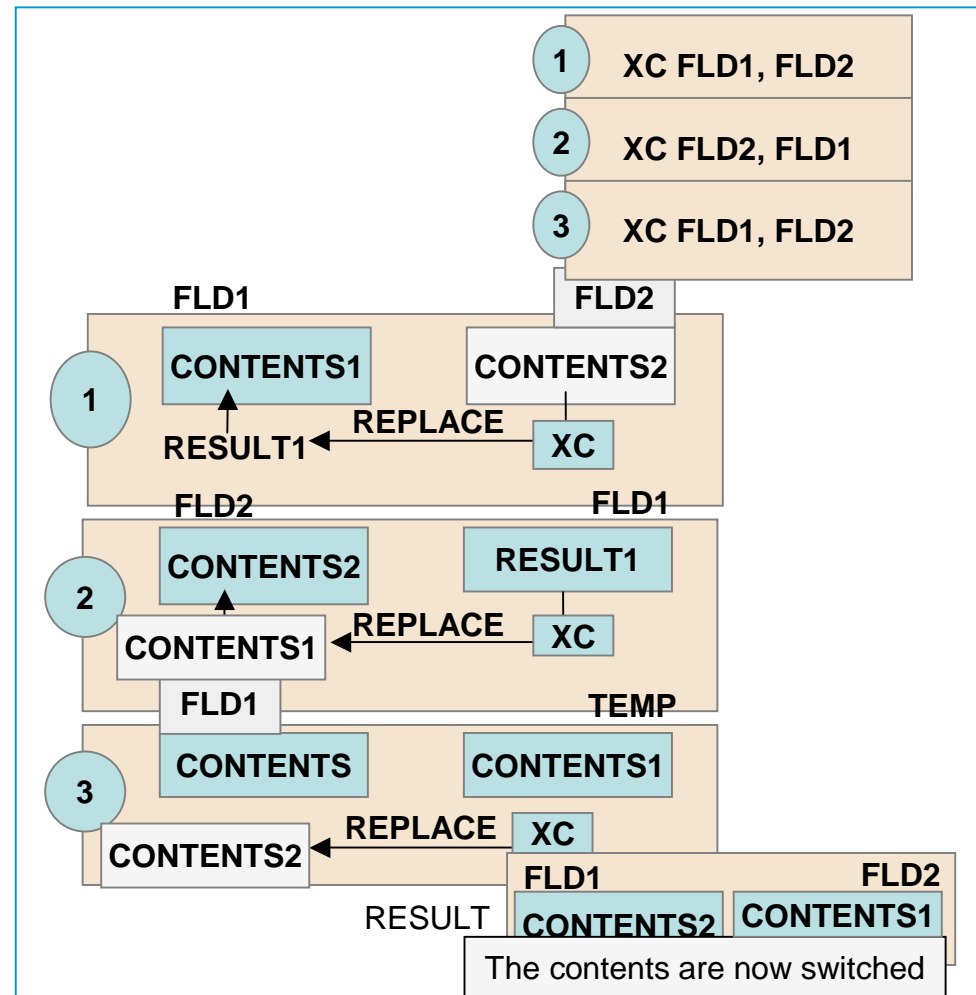 1 XC FLD1, FLD2
2 XC FLD2, FLD1
3 XC FLD1, FLD2
FLD1 FLD2
CONTENTS1 CONTENTS2
1
REPLACE
RESULT1 XC
FLD2 FLD1
CONTENTS2 RESULT1
2
REPLACE
CONTENTS1 XC
FLD1 TEMP
CONTENTS CONTENTS1
3
REPLACE XC
CONTENTS2
FLD1 FLD2
RESULT CONTENTS2 CONTENTS1
The contents are now switched